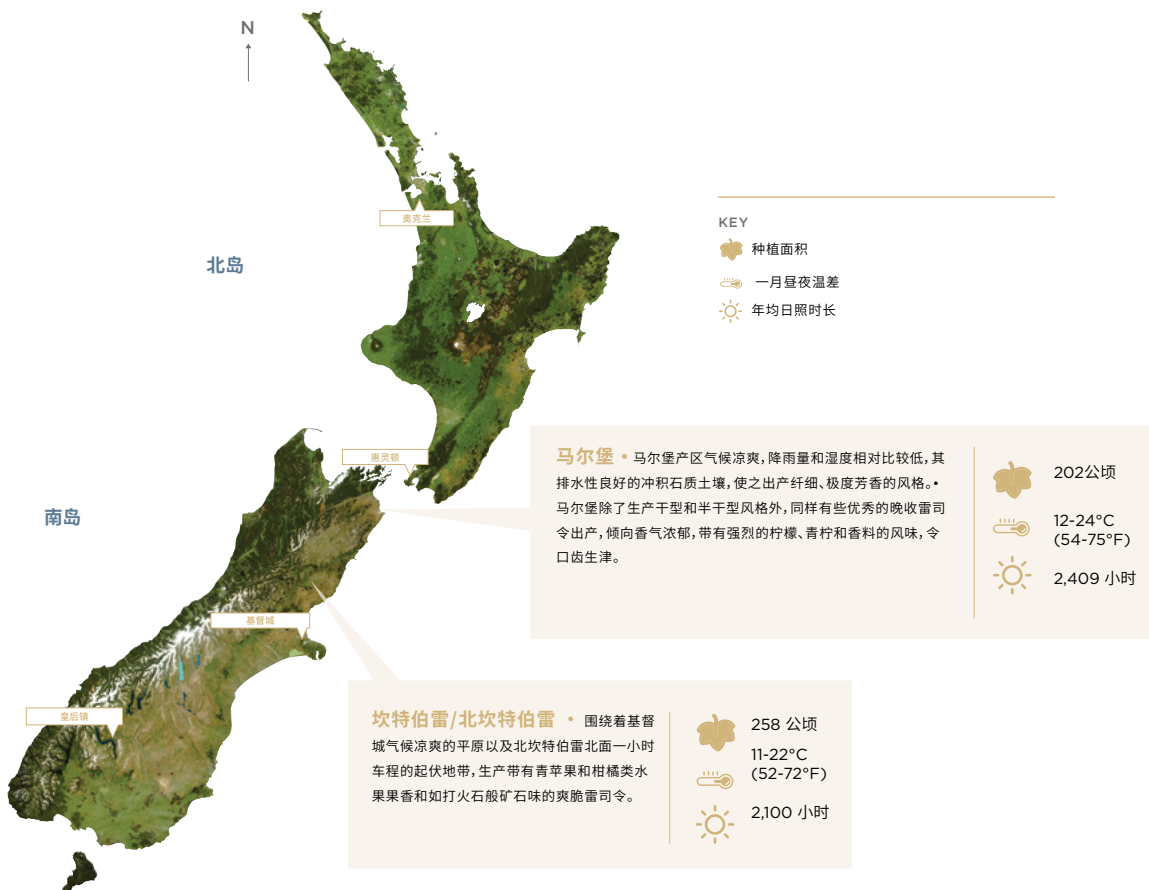 N
奥克兰
北岛
KEY
种植面积
一月昼夜温差
年均日照时长
惠灵顿
南岛
马尔堡 • 马尔堡产区气候凉爽，降雨量和湿度相对比较低，其
排水性良好的冲积石质土壤，使之出产纤细、极度芳香的风格。•
马尔堡除了生产干型和半干型风格外，同样有些优秀的晚收雷司
令出产，倾向香气浓郁，带有强烈的柠檬、青柠和香料的风味，令
口齿生津。
202公顷
12-24°C
(54-75°F)
2,409 小时
基督城
皇后镇
坎特伯雷/北坎特伯雷 • 围绕着基督
城气候凉爽的平原以及北坎特伯雷北面一小时
车程的起伏地带，生产带有青苹果和柑橘类水
果果香和如打火石般矿石味的爽脆雷司令。
258 公顷
11-22°C
(52-72°F)
2,100 小时